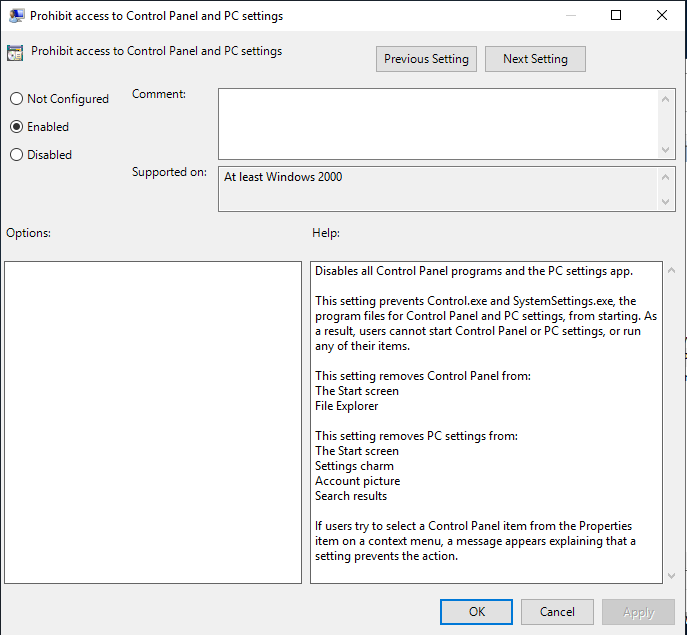 Prohibit access to Control Panel and PC settings
Prohibit access to Control Panel and PC settings
Previous Setting
Next Setting
Not Configured
Comment:
Enabled
Disabled
Supported on:
At least Windows 2000
Options:
Help:
Disables all Control Panel programs and the PC settings app.
This setting prevents Control.exe and SystemSettings.exe, the
program files for Control Panel and PC settings, from starting. As
a result, users cannot start Control Panel or PC settings, or run
any of their items.
This setting removes Control Panel from:
The Start screen
File Explorer
This setting removes PC settings from:
The Start screen
Settings charm
Account picture
Search results
If users try to select a Control Panel item from the Properties
item on a context menu, a message appears explaining that a
setting prevents the action.
OK
Cancel
Apply